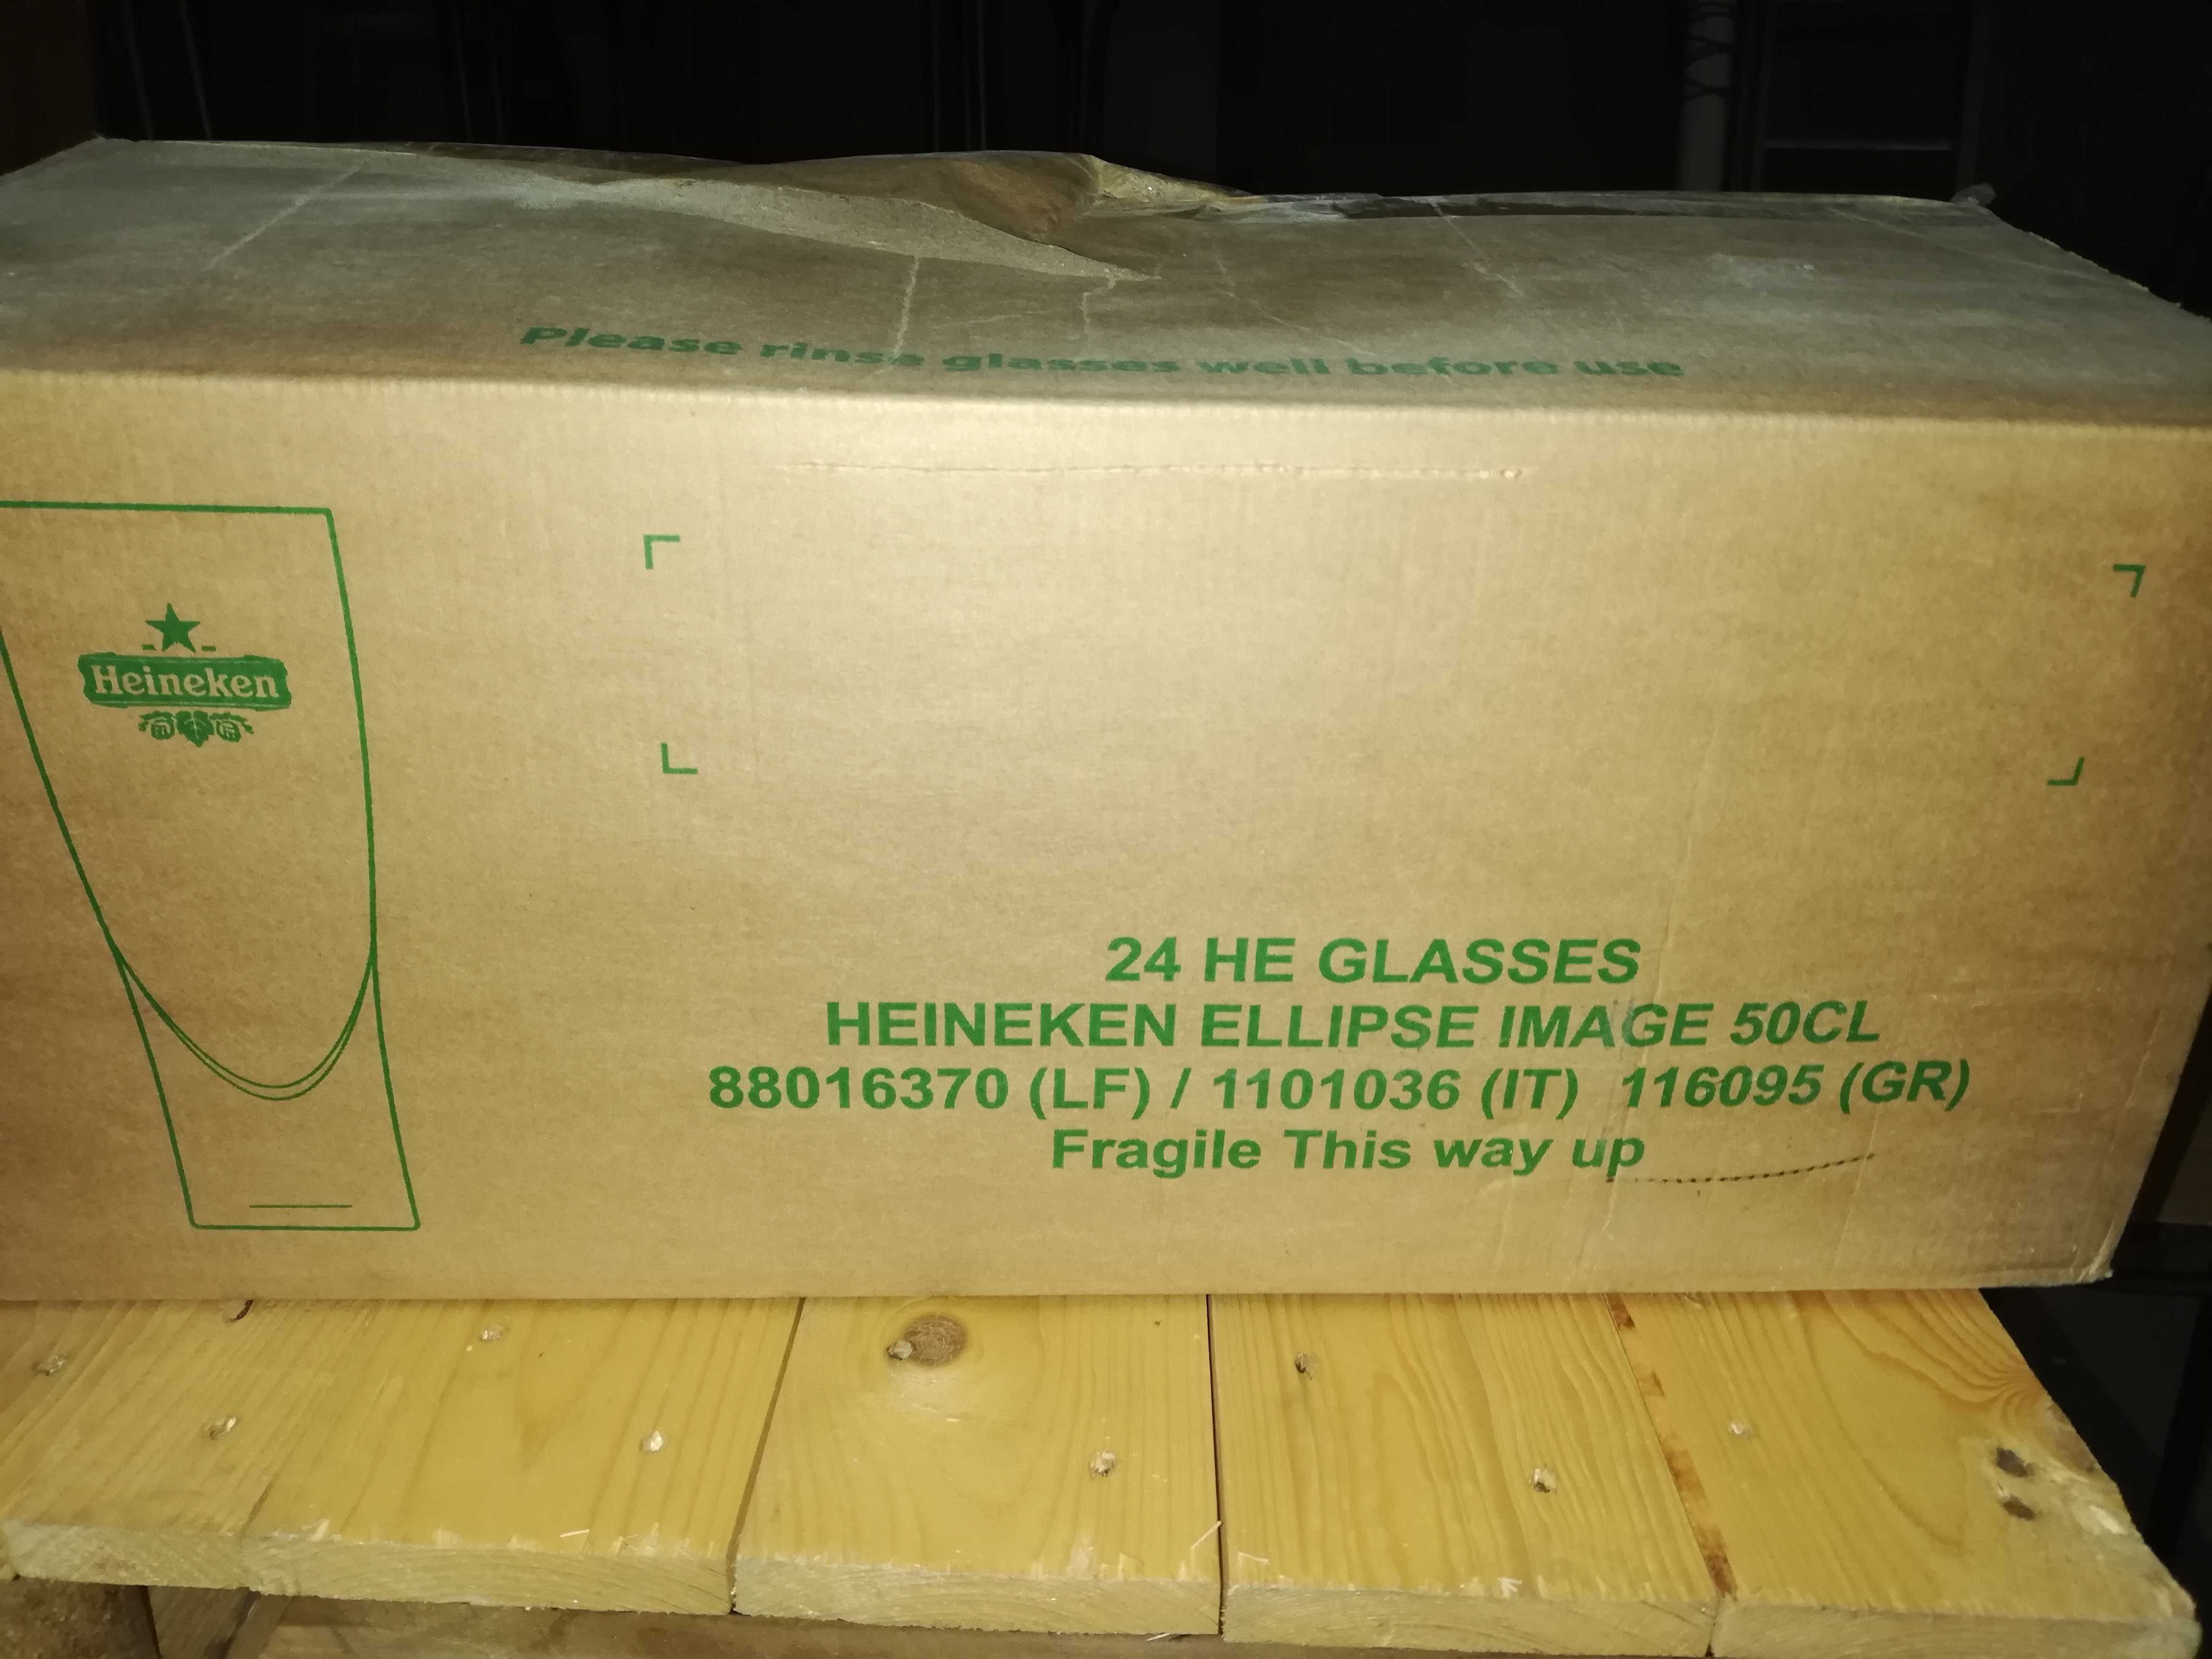 Please rinse glasses well before use
Heineken
24 HE GLASSES
HEINEKEN ELLIPSE IMAGE 50CL
88016370 (LF) / 1101036 (IT) 116095 (GR)
Fragile This way up